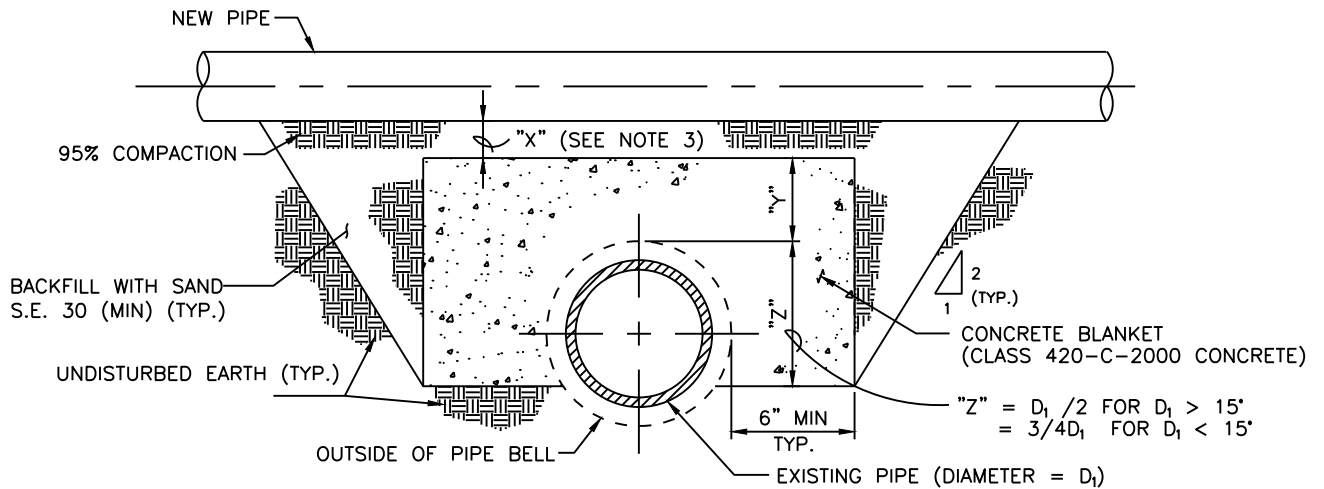 NEW PIPE
95% COMPACTION
"X" (SEE NOTE 3)
"Y"
"Z"
BACKFILL WITH SAND
S.E. 30 (MIN) (TYP.)
2
1
(TYP.)
CONCRETE BLANKET
(CLASS 420-C-2000 CONCRETE)
UNDISTURBED EARTH (TYP.)
6" MIN
TYP.
"Z" = D₁ /2 FOR D₁ > 15"
= 3/4D₁ FOR D₁ < 15"
OUTSIDE OF PIPE BELL
EXISTING PIPE (DIAMETER = D₁)